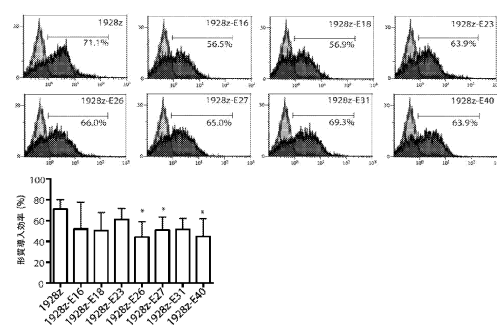 1928z
71.1%
1928z-E16
56.5%
1928z-E18
56.9%
1928z-E23
63.9%
1928z-E26
66.0%
1928z-E27
65.0%
1928z-E31
69.3%
1928z-E40
63.9%
形質導入効率 (%)
100
80
60
40
20
0
* * *
1928z
1928z-E16
1928z-E18
1928z-E23
1928z-E26
1928z-E27
1928z-E31
1928z-E40